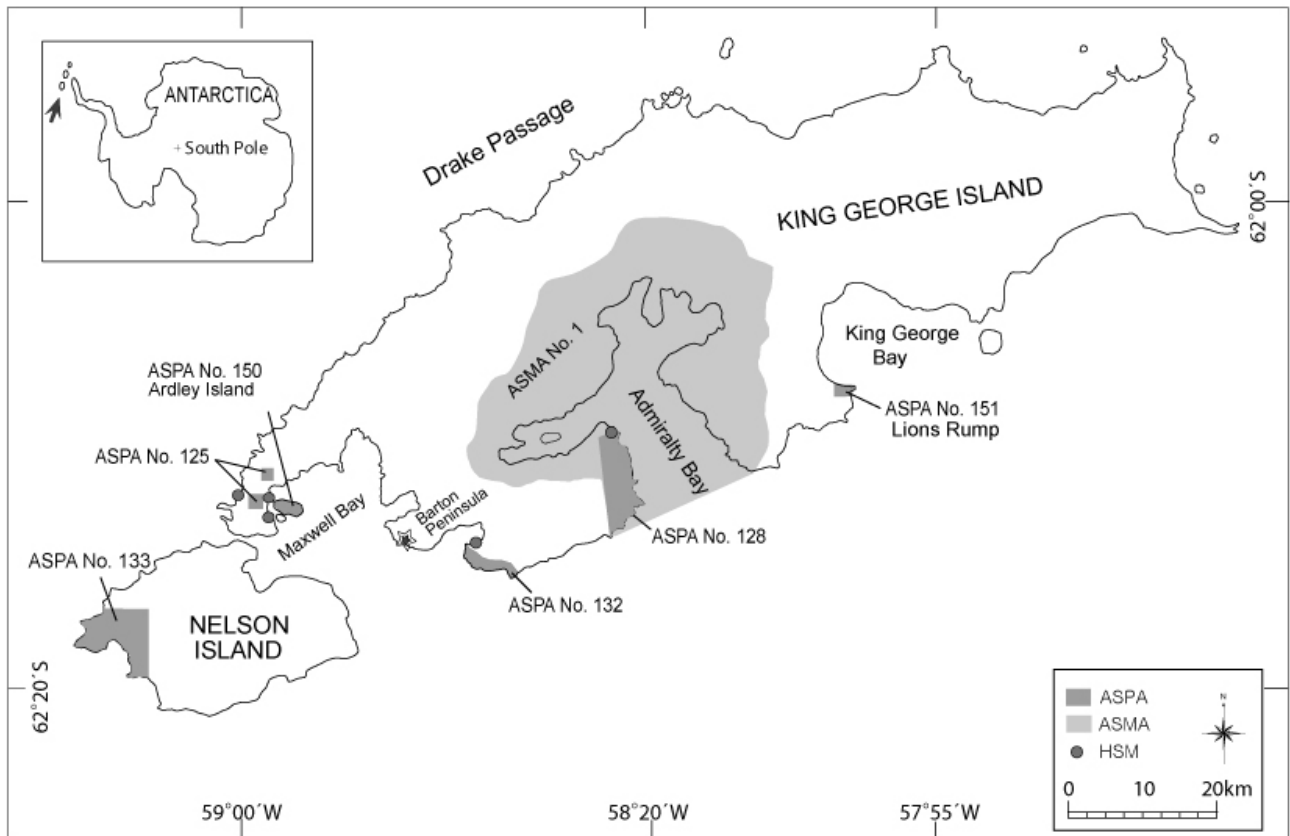 ANTARCTICA
South Pole
Drake Passage
KING GEORGE ISLAND
62°00´S
ASMA No. 1
King George
Bay
ASPA No. 150
Ardley Island
Admiralty Bay
ASPA No. 151
Lions Rump
ASPA No. 125
Maxwell Bay
Barton
Peninsula
ASPA No. 128
ASPA No. 133
ASPA No. 132
NELSON
ISLAND
62°20´S
ASPA
ASMA
HSM
N
0 10 20km
59°00´W
58°20´W
57°55´W